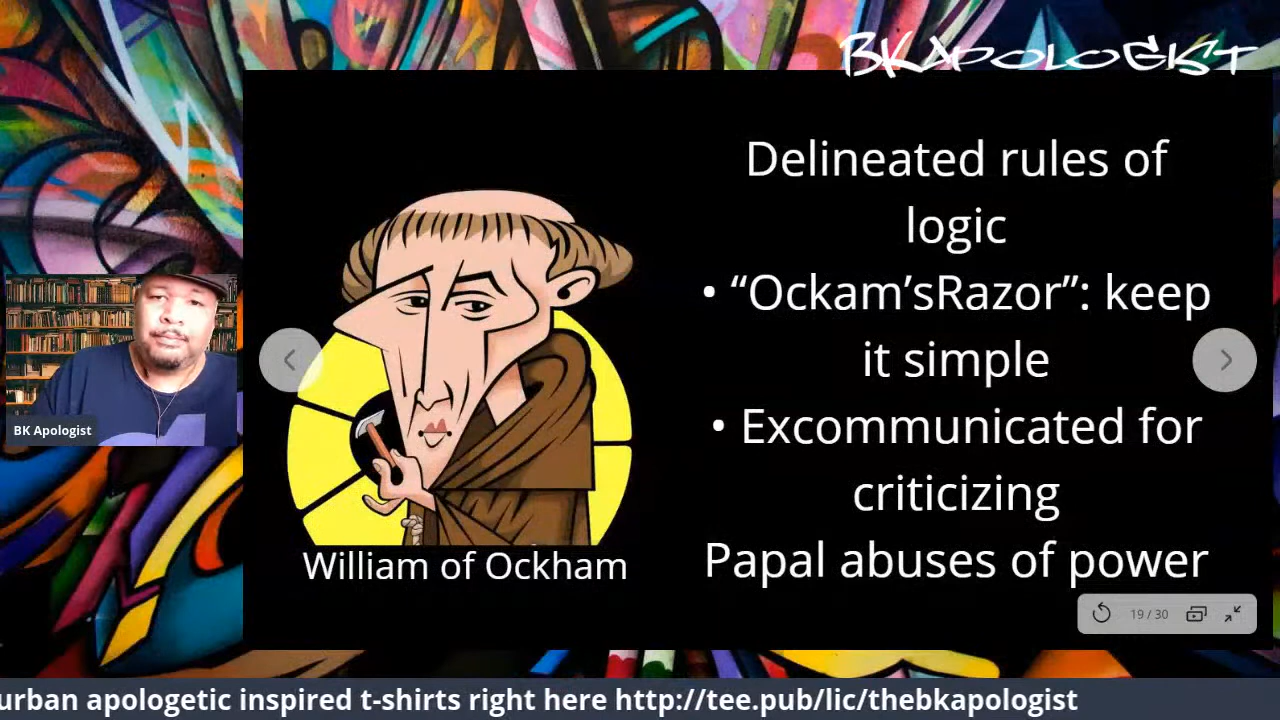 BKAPOLOGIST
Delineated rules of
logic
• “Ockam’sRazor”: keep
it simple
• Excommunicated for
criticizing
Papal abuses of power
BK Apologist
William of Ockham
19 / 30
urban apologetic inspired t-shirts right here http://tee.pub/lic/thebkapologist